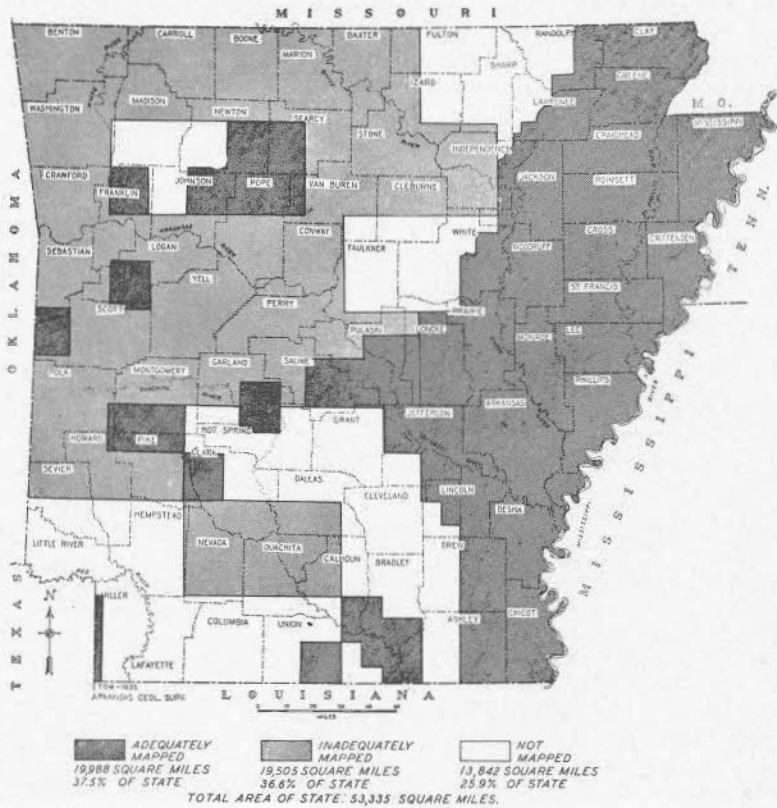 MISSOURI
BENTON
CARROLL
BOONE
MARION
BAXTER
FULTON
RANDOLPH
CLAY
SHARP
IZARD
GREENE
LAWRENCE
M O.
MISSISSIPPI
WASHINGTON
MADISON
NEWTON
SEARCY
STONE
INDEPENDENCE
CRAIGHEAD
CRAWFORD
FRANKLIN
JOHNSON
POPE
VAN BUREN
CLEBURNE
JACKSON
POINSETT
OKLAHOMA
SEBASTIAN
LOGAN
CONWAY
FAULKNER
WHITE
WOODRUFF
CROSS
CRITTENDEN
TENN.
ARKANSAS
RIVER
SCOTT
YELL
PERRY
ST. FRANCIS
PULASKI
PRAIRIE
MONROE
LEE
POLK
MONTGOMERY
GARLAND
SALINE
PHILLIPS
RIVER
HOWARD
PIKE
HOT SPRING
GRANT
JEFFERSON
ARKANSAS
SEVIER
CLARK
DALLAS
CLEVELAND
LINCOLN
DESHA
MISSISSIPPI
MISSISSIPPI
LITTLE RIVER
HEMPSTEAD
NEVADA
OUACHITA
CALHOUN
BRADLEY
DREW
TEXAS
N
MILLER
LAFAYETTE
COLUMBIA
UNION
ASHLEY
CHICOT
ARKANSAS GEOL. SURV.
LOUISIANA
MILES
ADEQUATELY
MAPPED
19,988 SQUARE MILES
37.5% OF STATE
INADEQUATELY
MAPPED
19,505 SQUARE MILES
36.6% OF STATE
NOT
MAPPED
13,842 SQUARE MILES
25.9% OF STATE
TOTAL AREA OF STATE: 53,335 SQUARE MILES.